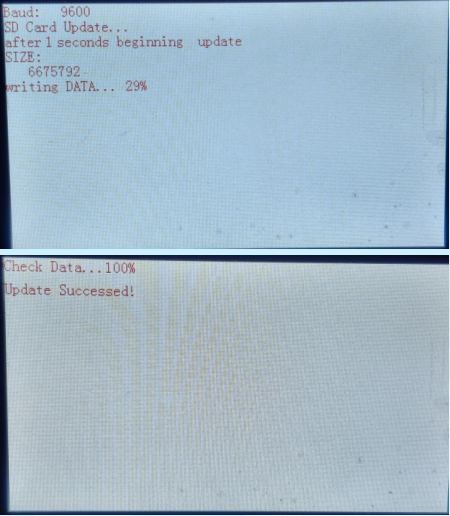 Baud:   9600
SD Card Update...
after 1 seconds beginning  update
SIZE:
6675792
writing DATA... 29%
Check Data...100%
Update Successed!